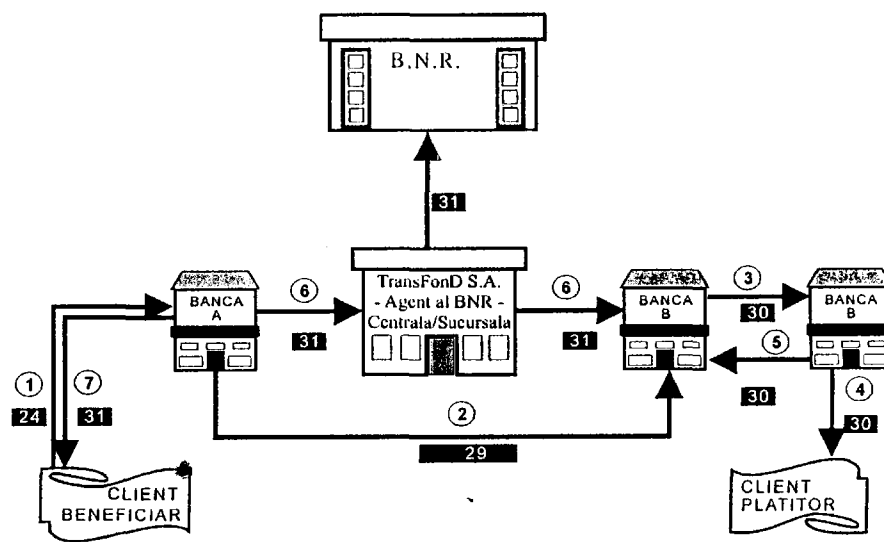 B.N.R.
31
TransFonD S.A.
- Agent al BNR -
Centrala/Sucursala
BANCA
A
6
31
6
31
BANCA
B
3
30
BANCA
B
5
30
4
30
1
24
7
31
2
29
CLIENT
BENEFICIAR
CLIENT
PLATITOR